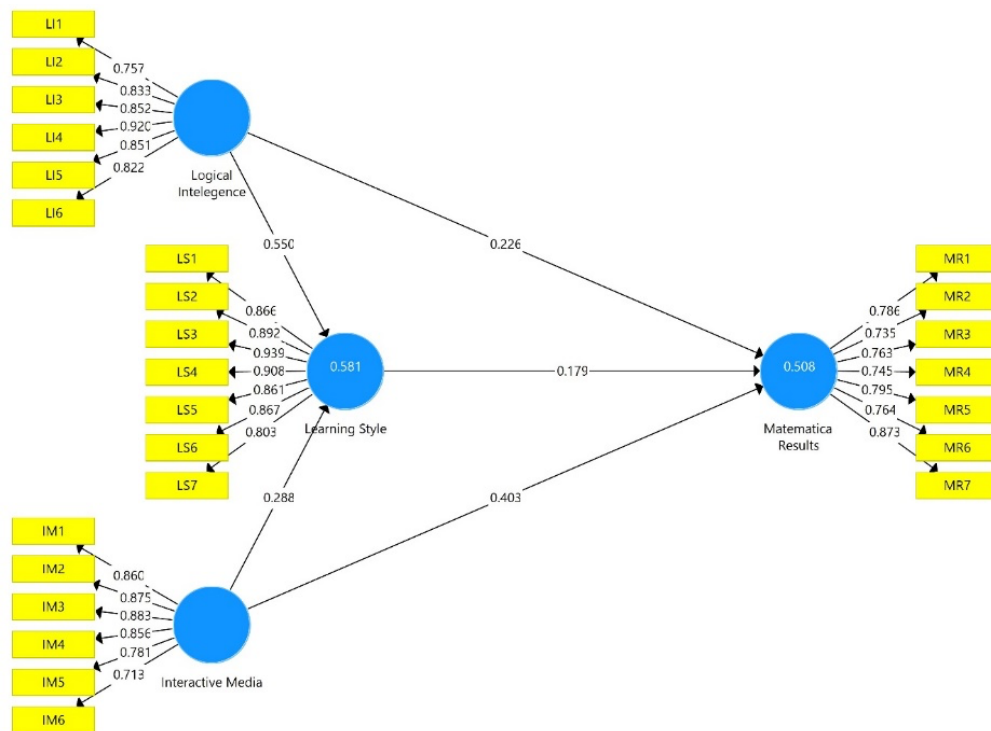 LI1
LI2
LI3
LI4
LI5
LI6
0.757
0.833
0.852
0.920
0.851
0.822
Logical
Intelegence
0.550
0.226
LS1
LS2
LS3
LS4
LS5
LS6
LS7
0.866
0.892
0.939
0.908
0.861
0.867
0.803
0.581
Learning Style
0.179
0.508
Matematica
Results
0.786
0.735
0.763
0.745
0.795
0.764
0.873
MR1
MR2
MR3
MR4
MR5
MR6
MR7
0.288
0.403
IM1
IM2
IM3
IM4
IM5
IM6
0.860
0.875
0.883
0.856
0.781
0.713
Interactive Media